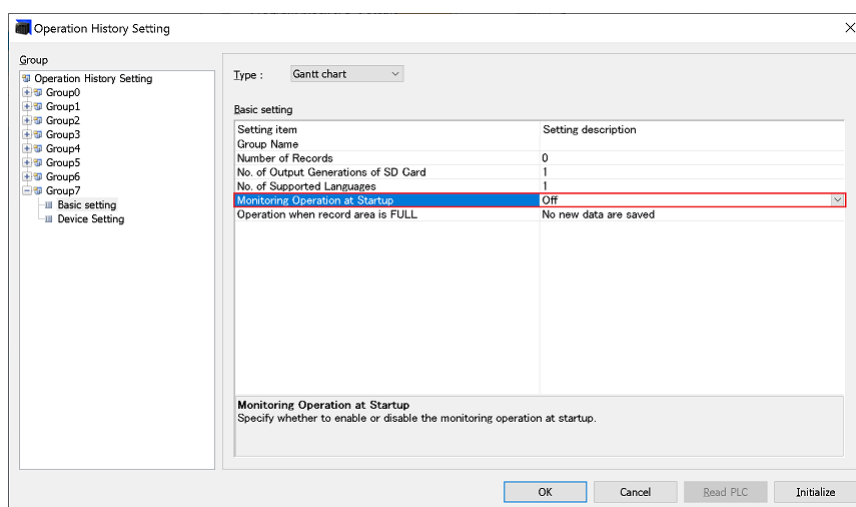 Operation History Setting
Group
Operation History Setting
Group0
Group1
Group2
Group3
Group4
Group5
Group6
Group7
Basic setting
Device Setting
Type : Gantt chart
Basic setting
Setting item Setting description
Group Name
Number of Records 0
No. of Output Generations of SD Card 1
No. of Supported Languages 1
Monitoring Operation at Startup Off
Operation when record area is FULL No new data are saved
Monitoring Operation at Startup
Specify whether to enable or disable the monitoring operation at startup.
OK Cancel Read PLC Initialize